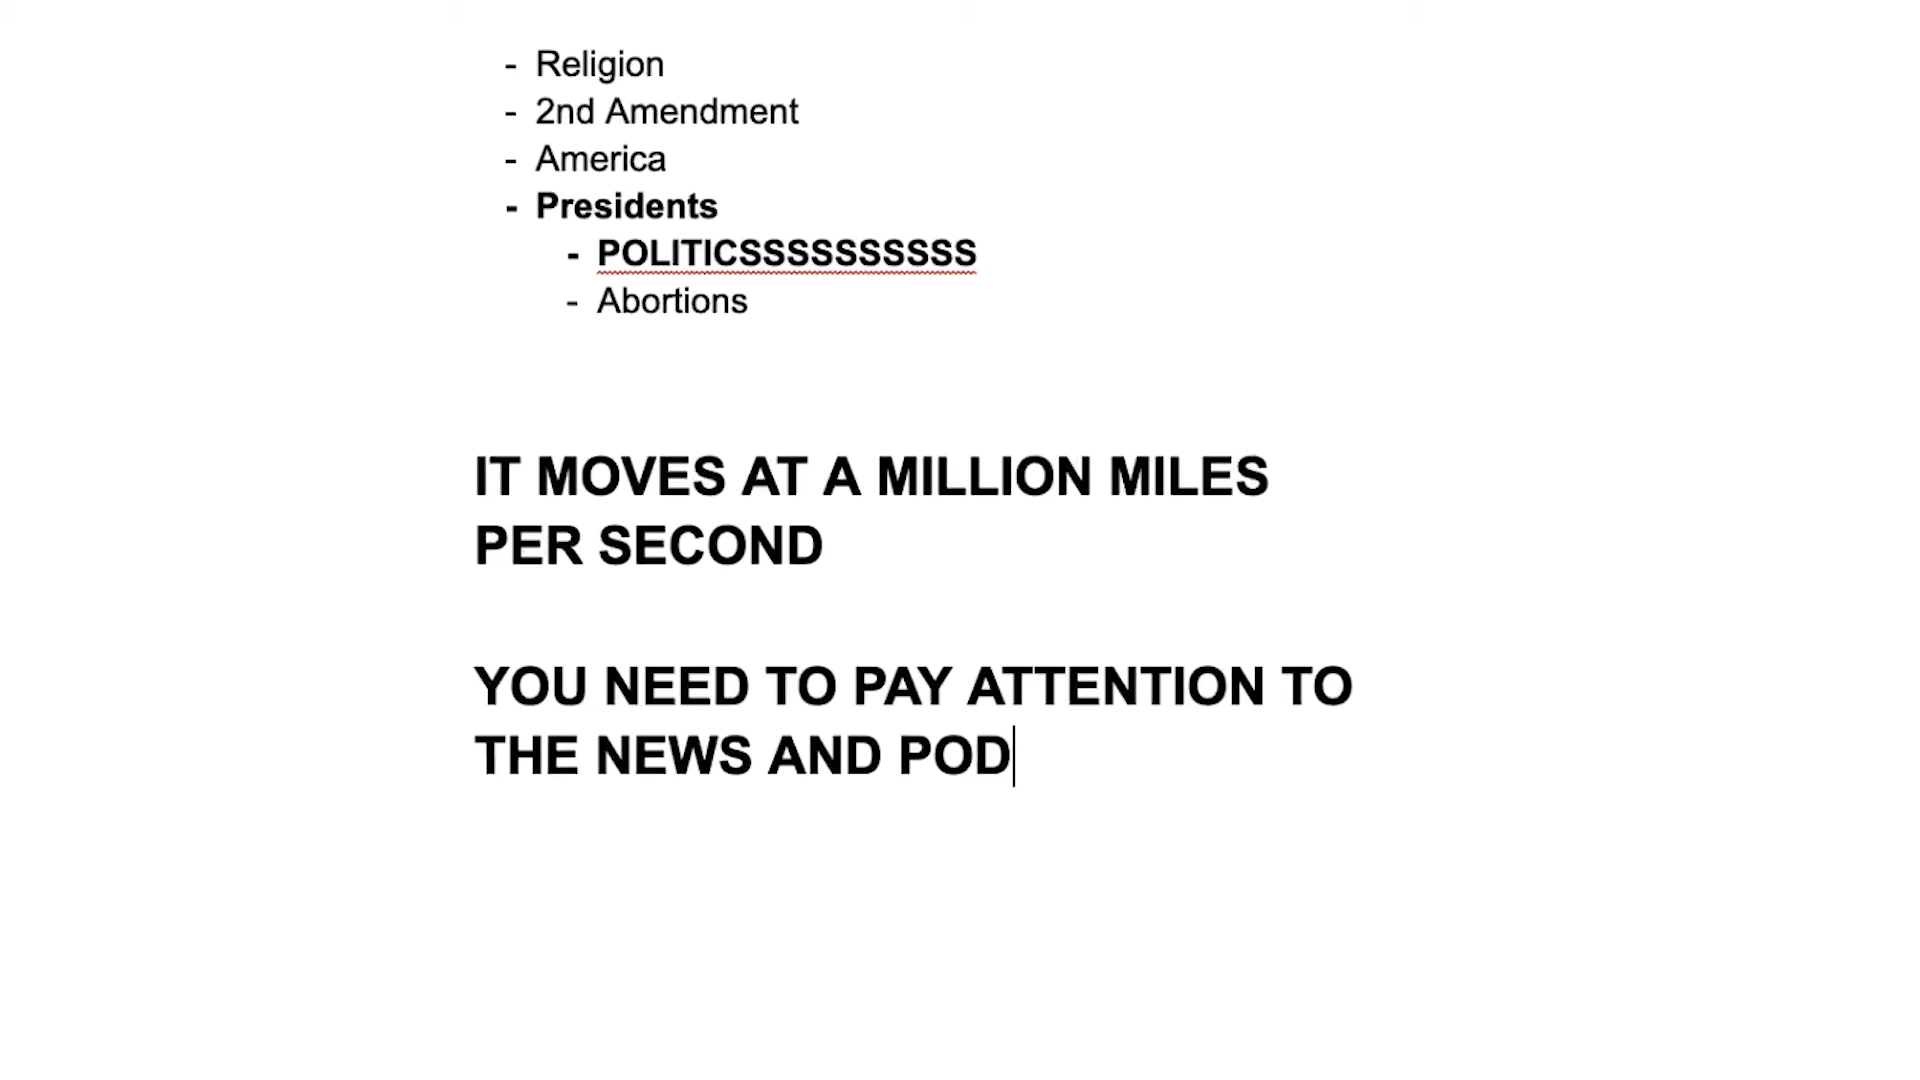 - Religion
- 2nd Amendment
- America
- Presidents
- POLITICSSSSSSSSSS
- Abortions
IT MOVES AT A MILLION MILES
PER SECOND
YOU NEED TO PAY ATTENTION TO
THE NEWS AND POD